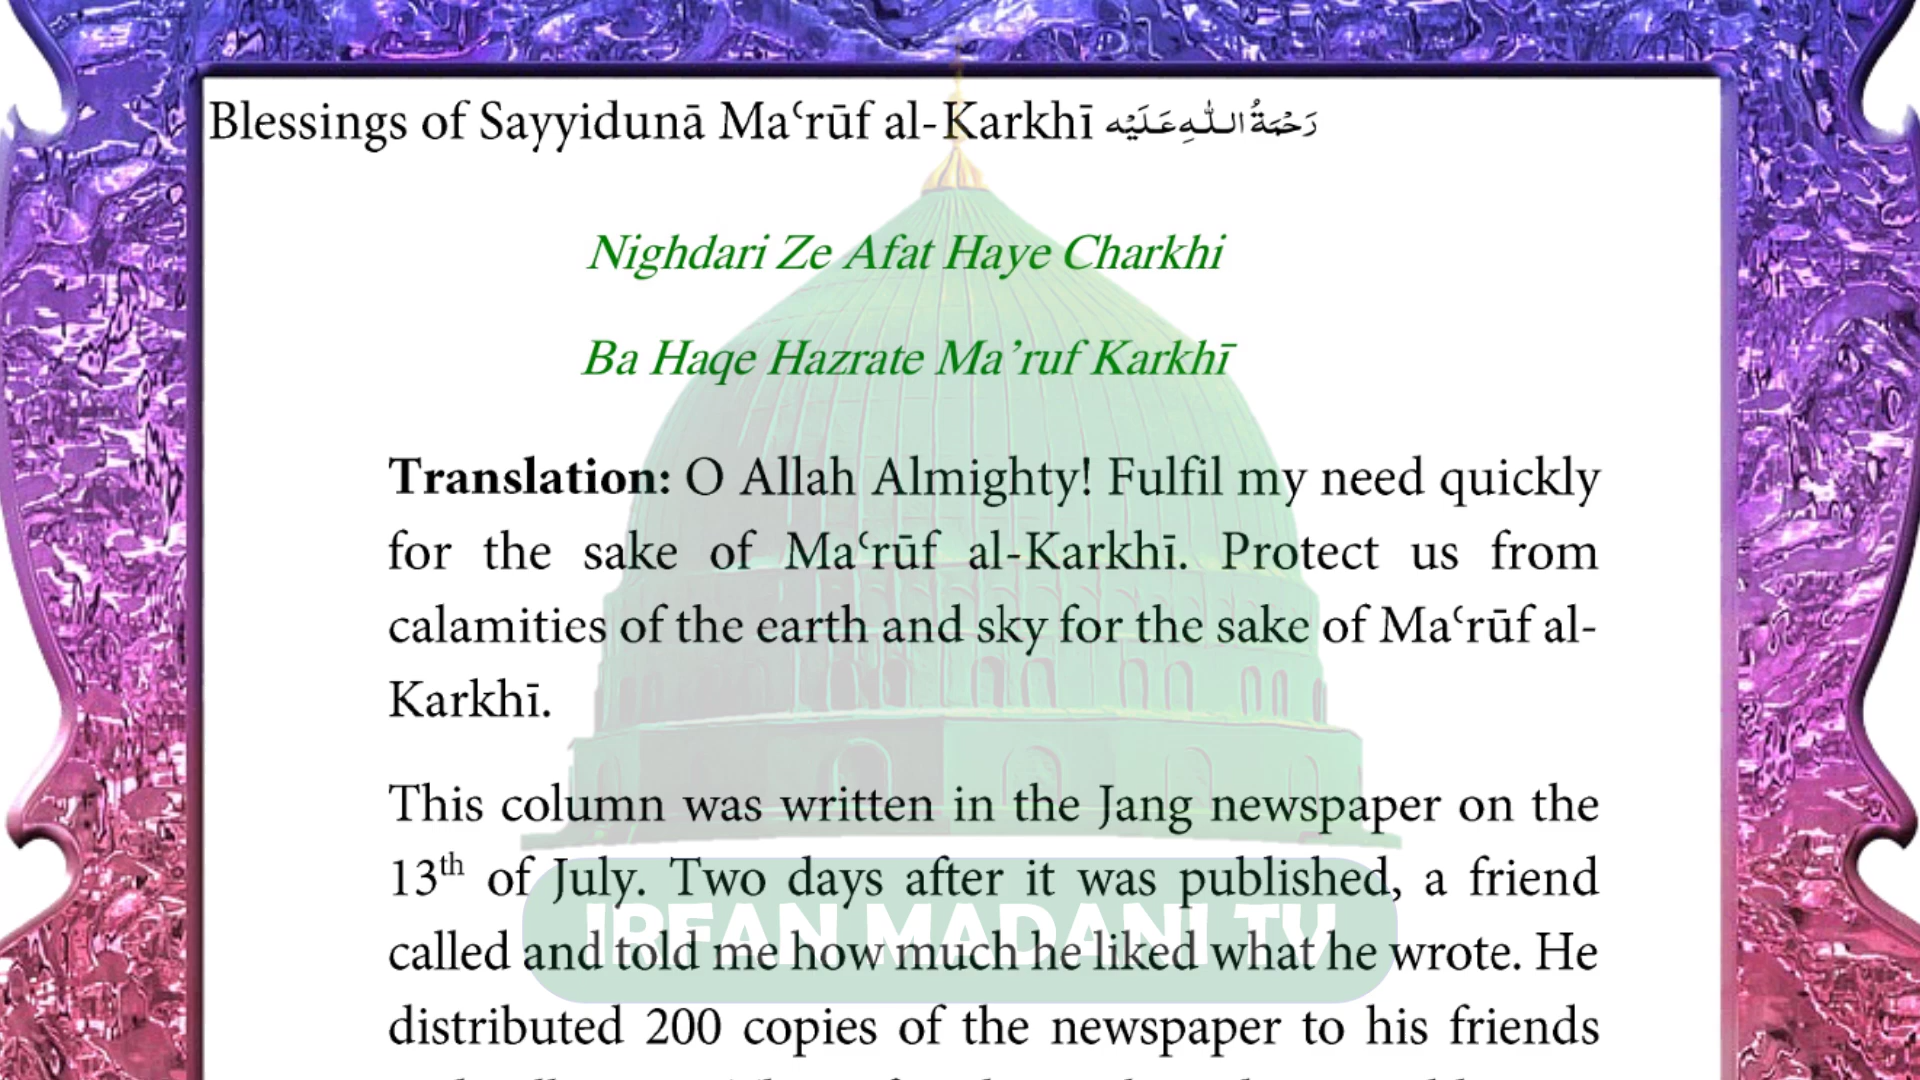 Blessings of Sayyidunā Maʿrūf al-Karkhī رَحْمَةُ اللّٰهِ عَلَيْه
Nighdari Ze Afat Haye Charkhi
Ba Haqe Hazrate Ma’ruf Karkhī
Translation: O Allah Almighty! Fulfil my need quickly
for the sake of Maʿrūf al-Karkhī. Protect us from
calamities of the earth and sky for the sake of Maʿrūf al-
Karkhī.
This column was written in the Jang newspaper on the
13th of July. Two days after it was published, a friend
IRFAN MADANI TV
called and told me how much he liked what he wrote. He
distributed 200 copies of the newspaper to his friends